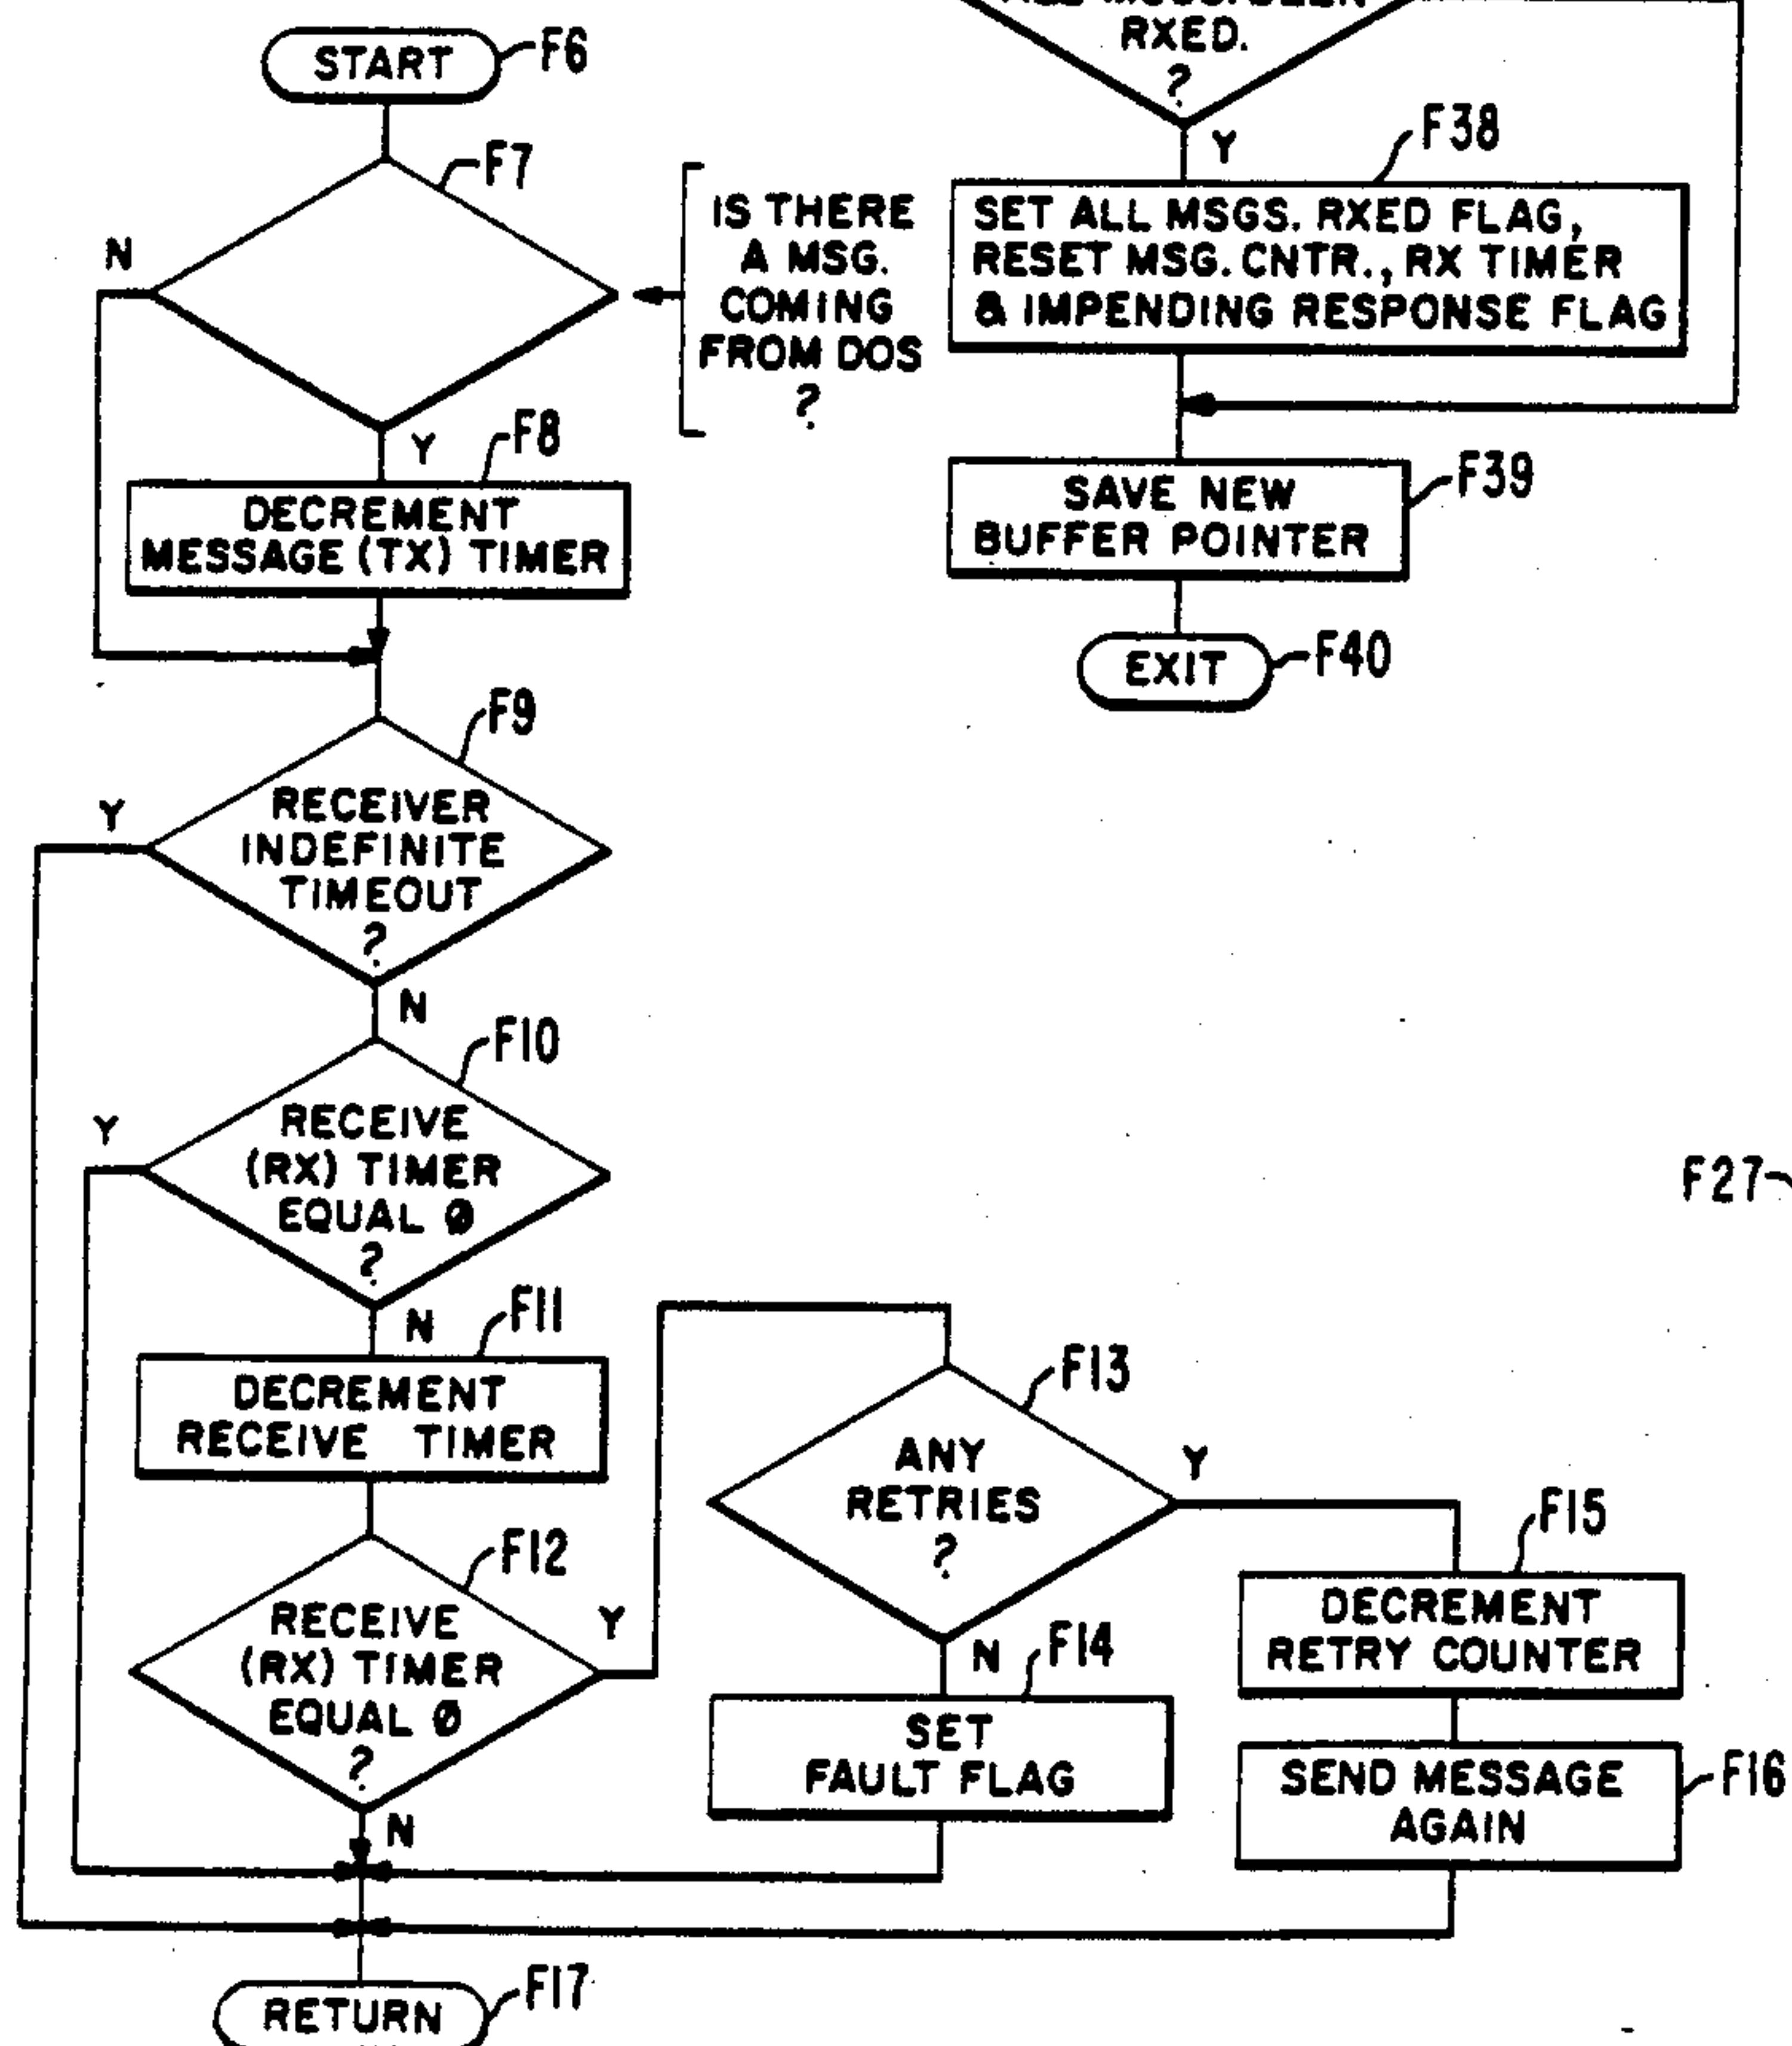 START
F6
F7
IS THERE
A MSG.
COMING
FROM DOS
?
N
Y
F8
DECREMENT
MESSAGE (TX) TIMER
F9
RECEIVER
INDEFINITE
TIMEOUT
?
Y
N
F10
RECEIVE
(RX) TIMER
EQUAL 0
?
Y
N
F11
DECREMENT
RECEIVE TIMER
F12
RECEIVE
(RX) TIMER
EQUAL 0
?
Y
N
F13
ANY
RETRIES
?
Y
N
F14
SET
FAULT FLAG
F15
DECREMENT
RETRY COUNTER
F16
SEND MESSAGE
AGAIN
RETURN
F17
RXED.
?
Y
F38
SET ALL MSGS. RXED FLAG,
RESET MSG. CNTR., RX TIMER
& IMPENDING RESPONSE FLAG
F39
SAVE NEW
BUFFER POINTER
EXIT
F40
F27